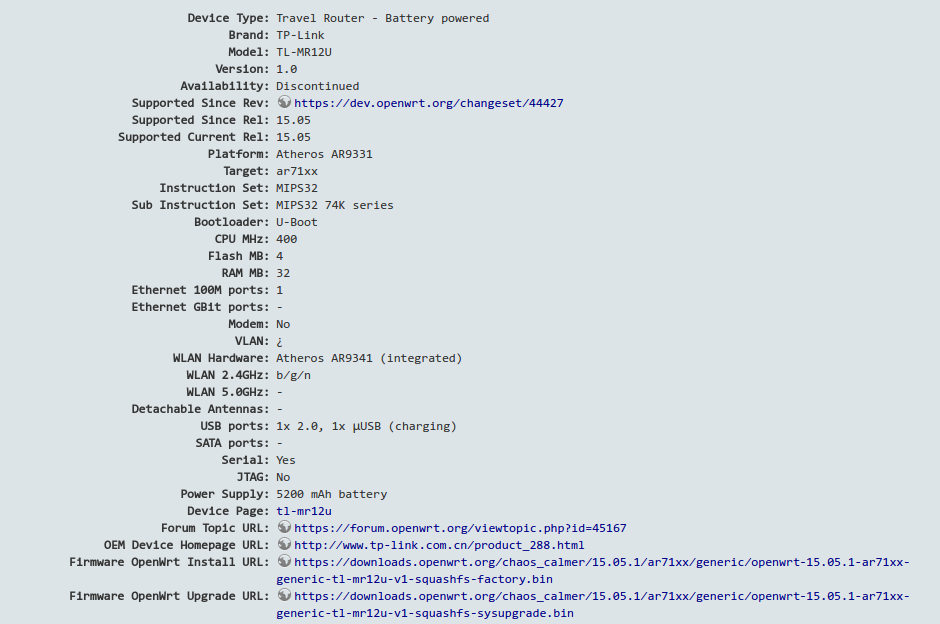 Device Type: Travel Router - Battery powered
Brand: TP-Link
Model: TL-MR12U
Version: 1.0
Availability: Discontinued
Supported Since Rev: https://dev.openwrt.org/changeset/44427
Supported Since Rel: 15.05
Supported Current Rel: 15.05
Platform: Atheros AR9331
Target: ar71xx
Instruction Set: MIPS32
Sub Instruction Set: MIPS32 74K series
Bootloader: U-Boot
CPU MHz: 400
Flash MB: 4
RAM MB: 32
Ethernet 100M ports: 1
Ethernet GBit ports: -
Modem: No
VLAN: ¿
WLAN Hardware: Atheros AR9341 (integrated)
WLAN 2.4GHz: b/g/n
WLAN 5.0GHz: -
Detachable Antennas: -
USB ports: 1x 2.0, 1x µUSB (charging)
SATA ports: -
Serial: Yes
JTAG: No
Power Supply: 5200 mAh battery
Device Page: tl-mr12u
Forum Topic URL: https://forum.openwrt.org/viewtopic.php?id=45167
OEM Device Homepage URL: http://www.tp-link.com.cn/product_288.html
Firmware OpenWrt Install URL: https://downloads.openwrt.org/chaos_calmer/15.05.1/ar71xx/generic/openwrt-15.05.1-ar71xx-
generic-tl-mr12u-v1-squashfs-factory.bin
Firmware OpenWrt Upgrade URL: https://downloads.openwrt.org/chaos_calmer/15.05.1/ar71xx/generic/openwrt-15.05.1-ar71xx-
generic-tl-mr12u-v1-squashfs-sysupgrade.bin